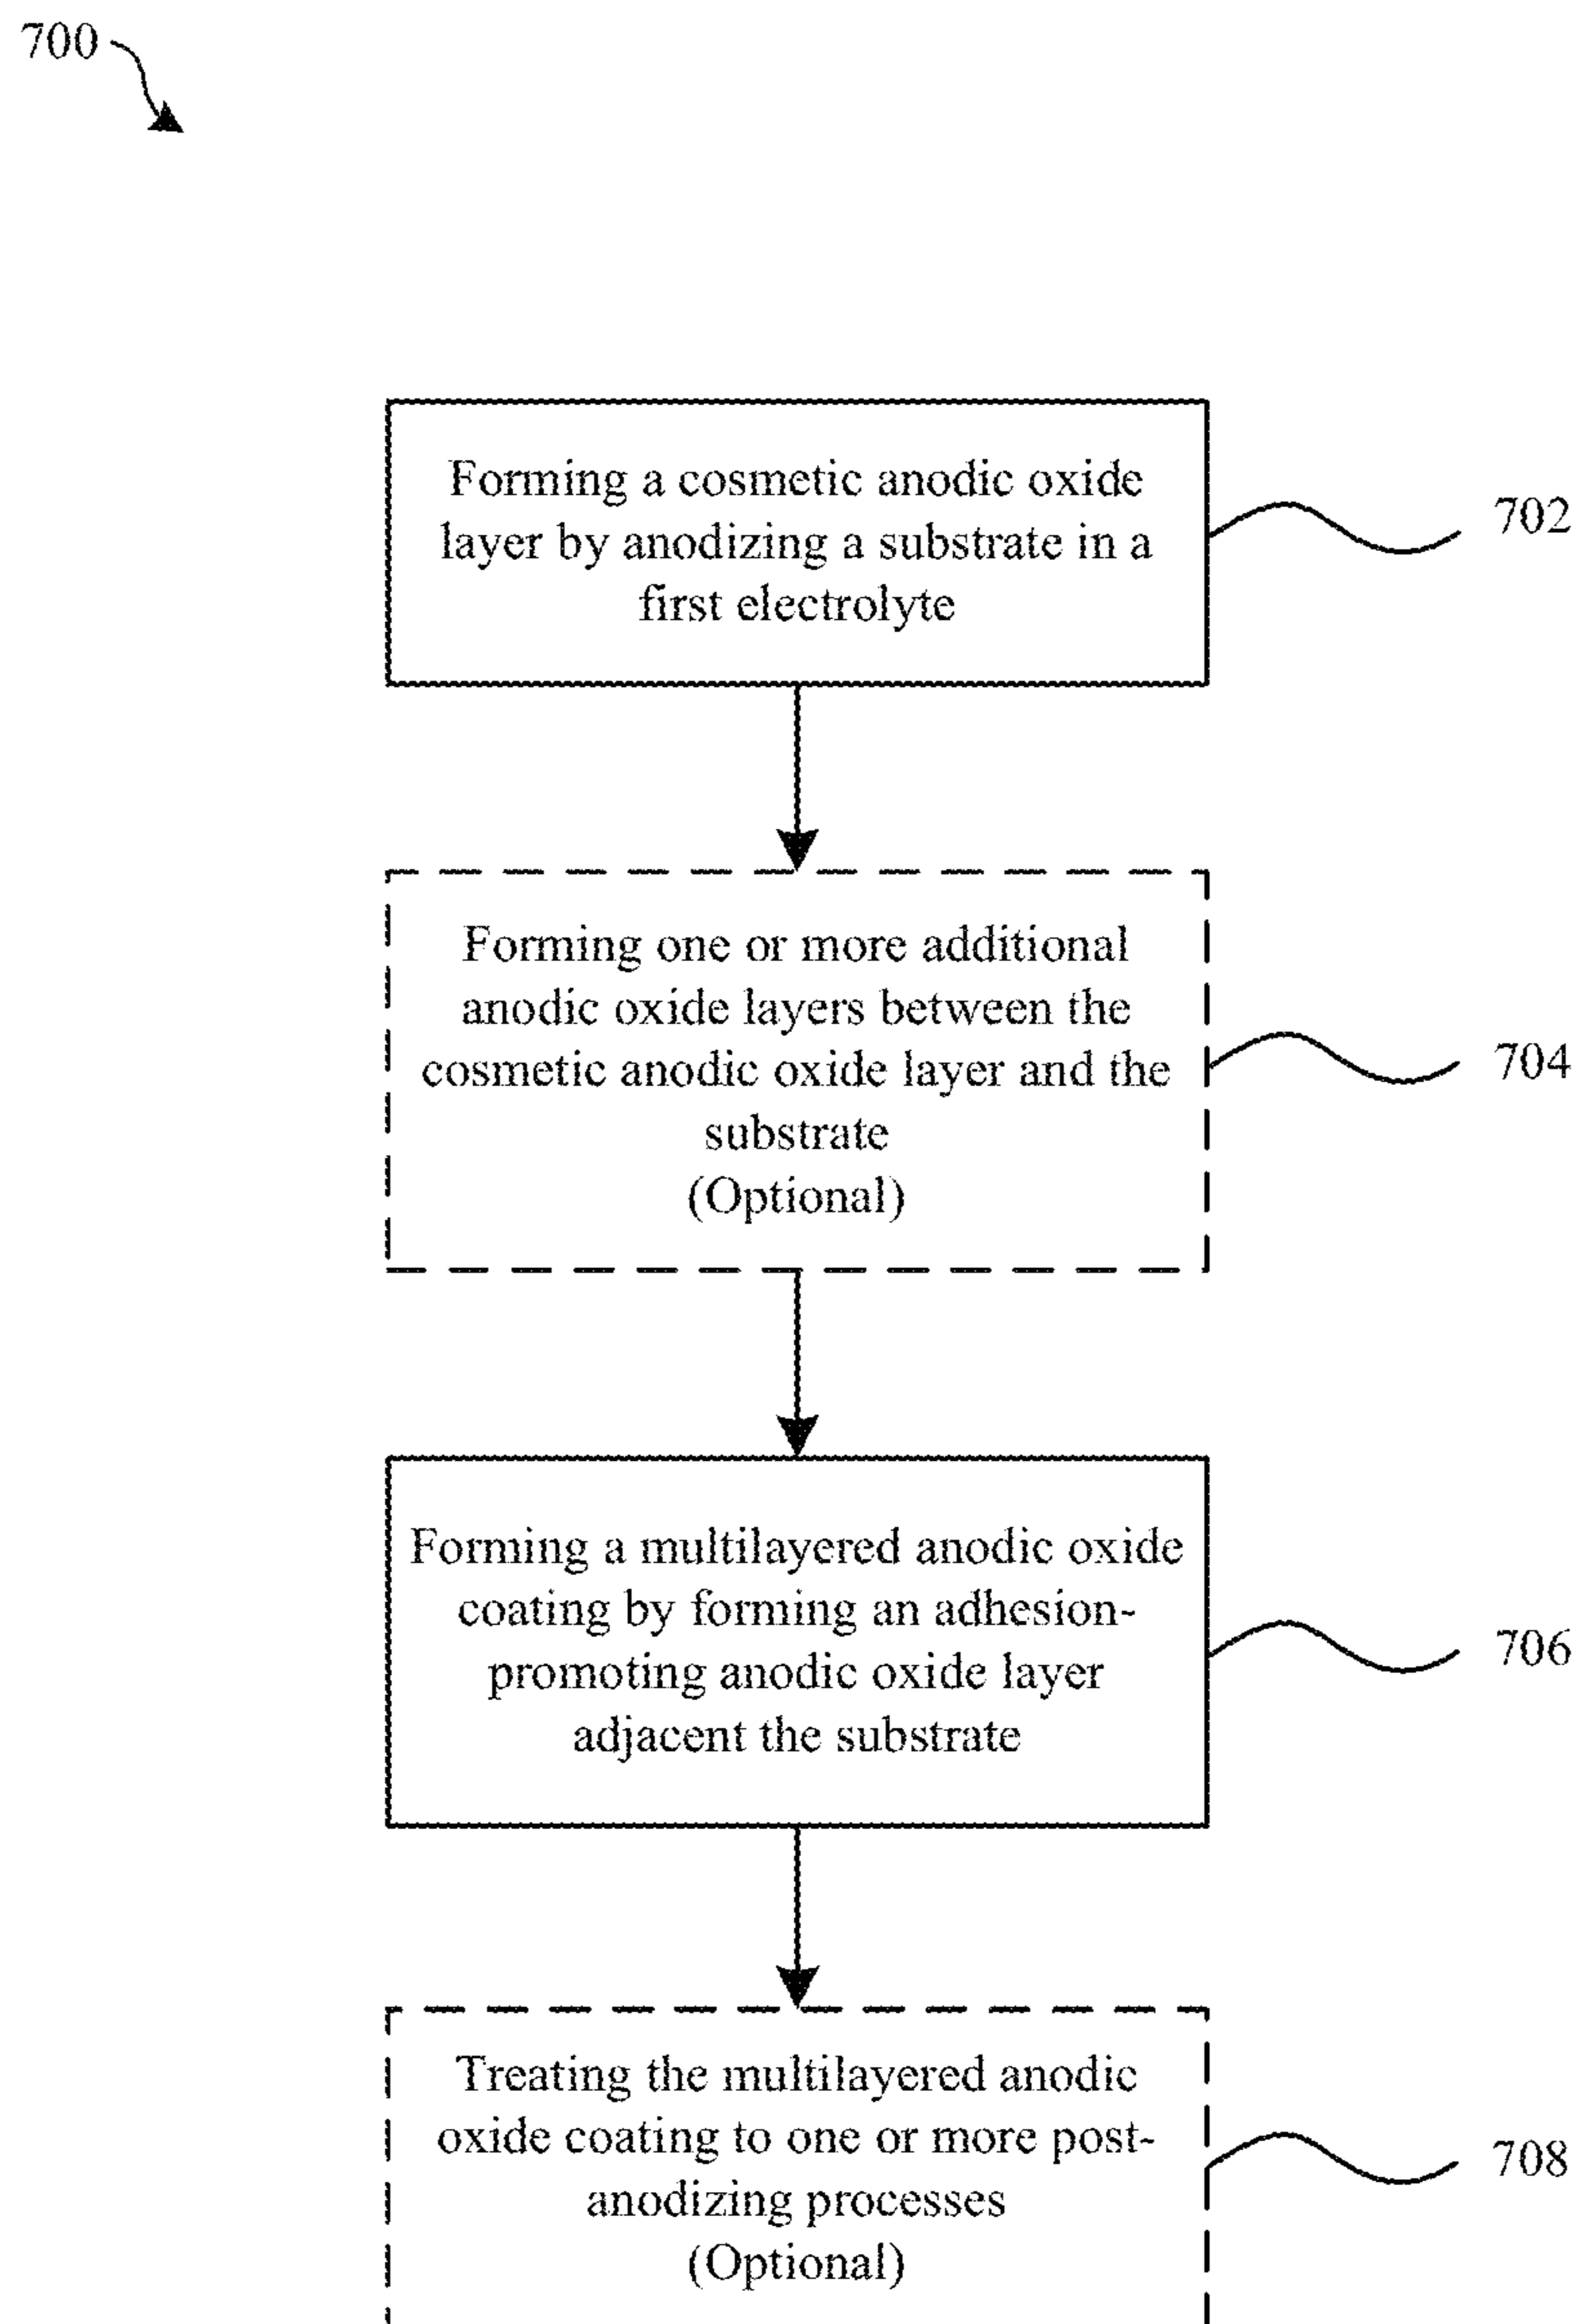 700
Forming a cosmetic anodic oxide
layer by anodizing a substrate in a
first electrolyte
702
Forming one or more additional
anodic oxide layers between the
cosmetic anodic oxide layer and the
substrate
(Optional)
704
Forming a multilayered anodic oxide
coating by forming an adhesion-
promoting anodic oxide layer
adjacent the substrate
706
Treating the multilayered anodic
oxide coating to one or more post-
anodizing processes
(Optional)
708